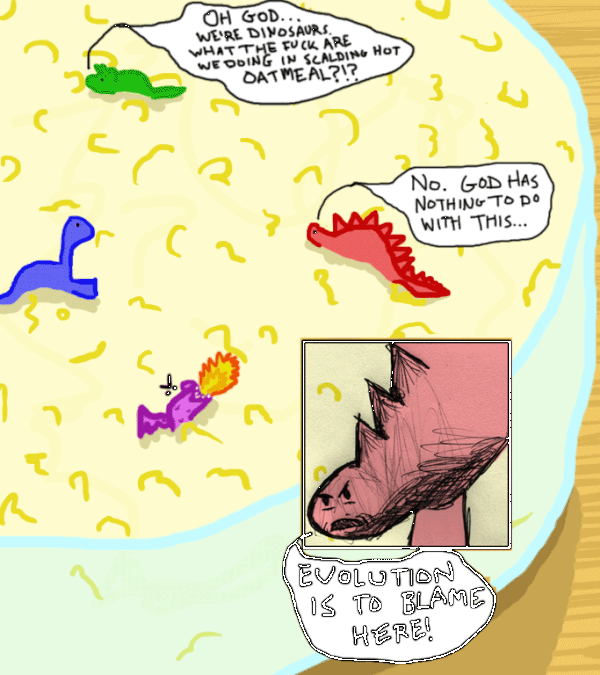 OH GOD...
WE'RE DINOSAURS.
WHAT THE FUCK ARE
WE DOING IN SCALDING HOT
OATMEAL?!?
NO. GOD HAS
NOTHING TO DO
WITH THIS...
EVOLUTION
IS TO BLAME
HERE!